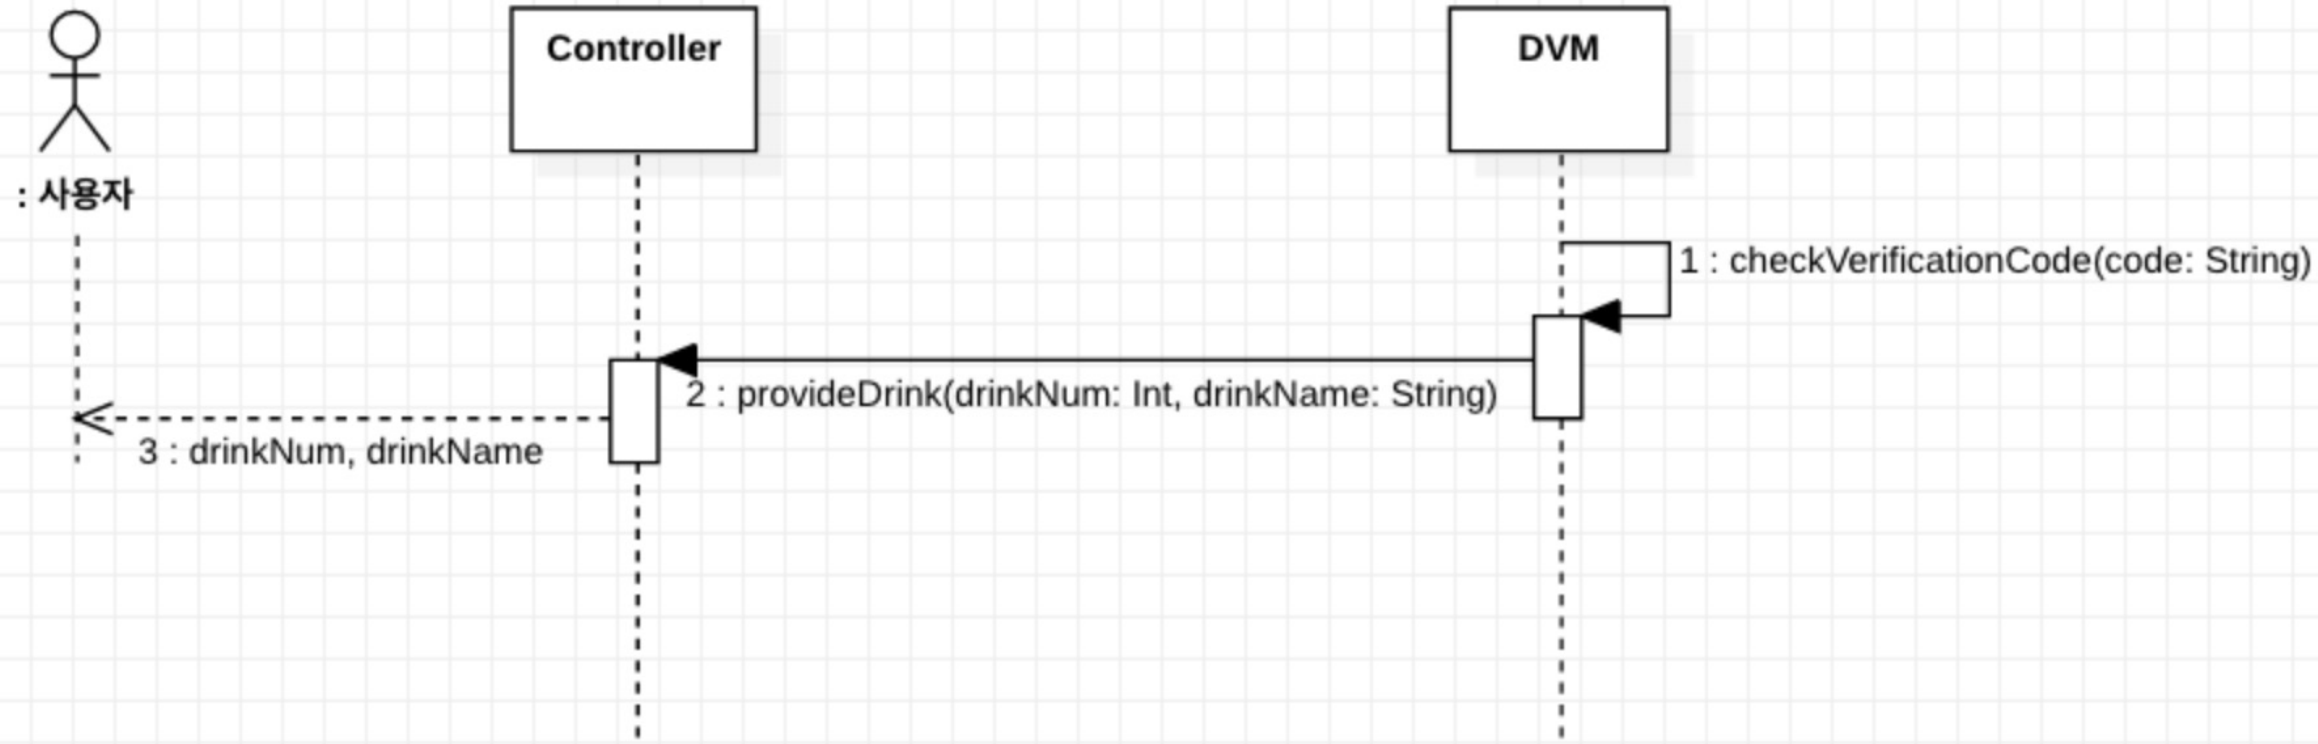 Controller
DVM
: 사용자
1 : checkVerificationCode(code: String)
2 : provideDrink(drinkNum: Int, drinkName: String)
3 : drinkNum, drinkName